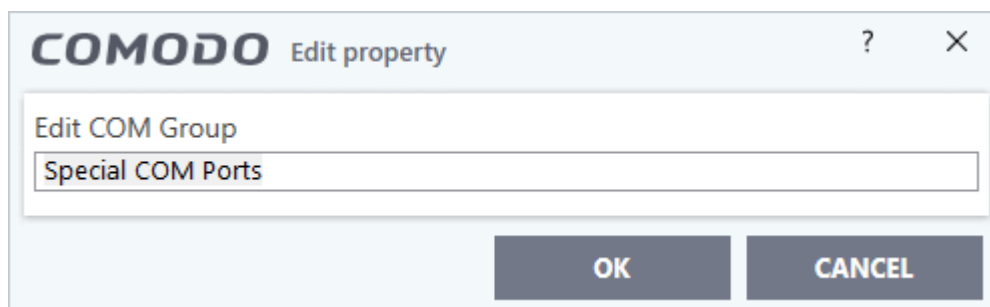 COMODO Edit property ? ×
Edit COM Group
Special COM Ports
OK CANCEL